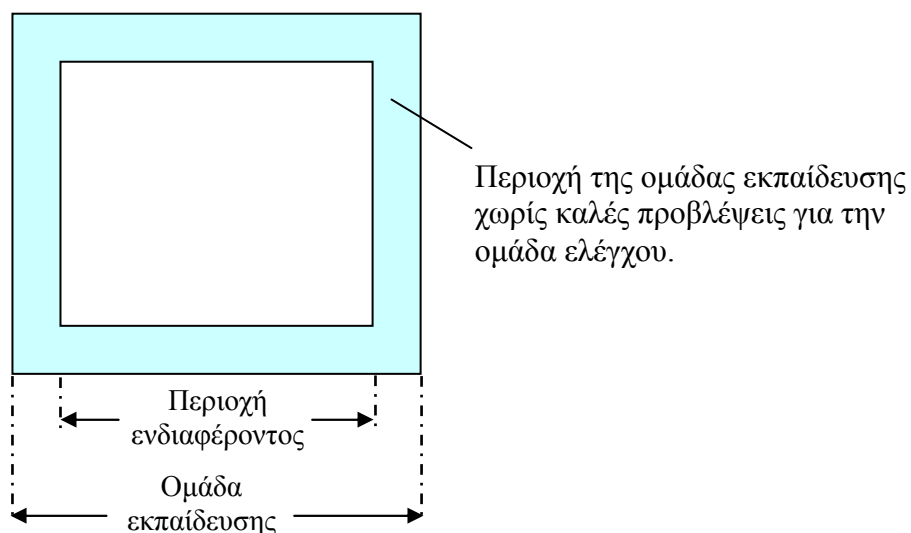 Περιοχή της ομάδας εκπαίδευσης
χωρίς καλές προβλέψεις για την
ομάδα ελέγχου.
Περιοχή
ενδιαφέροντος
Ομάδα
εκπαίδευσης